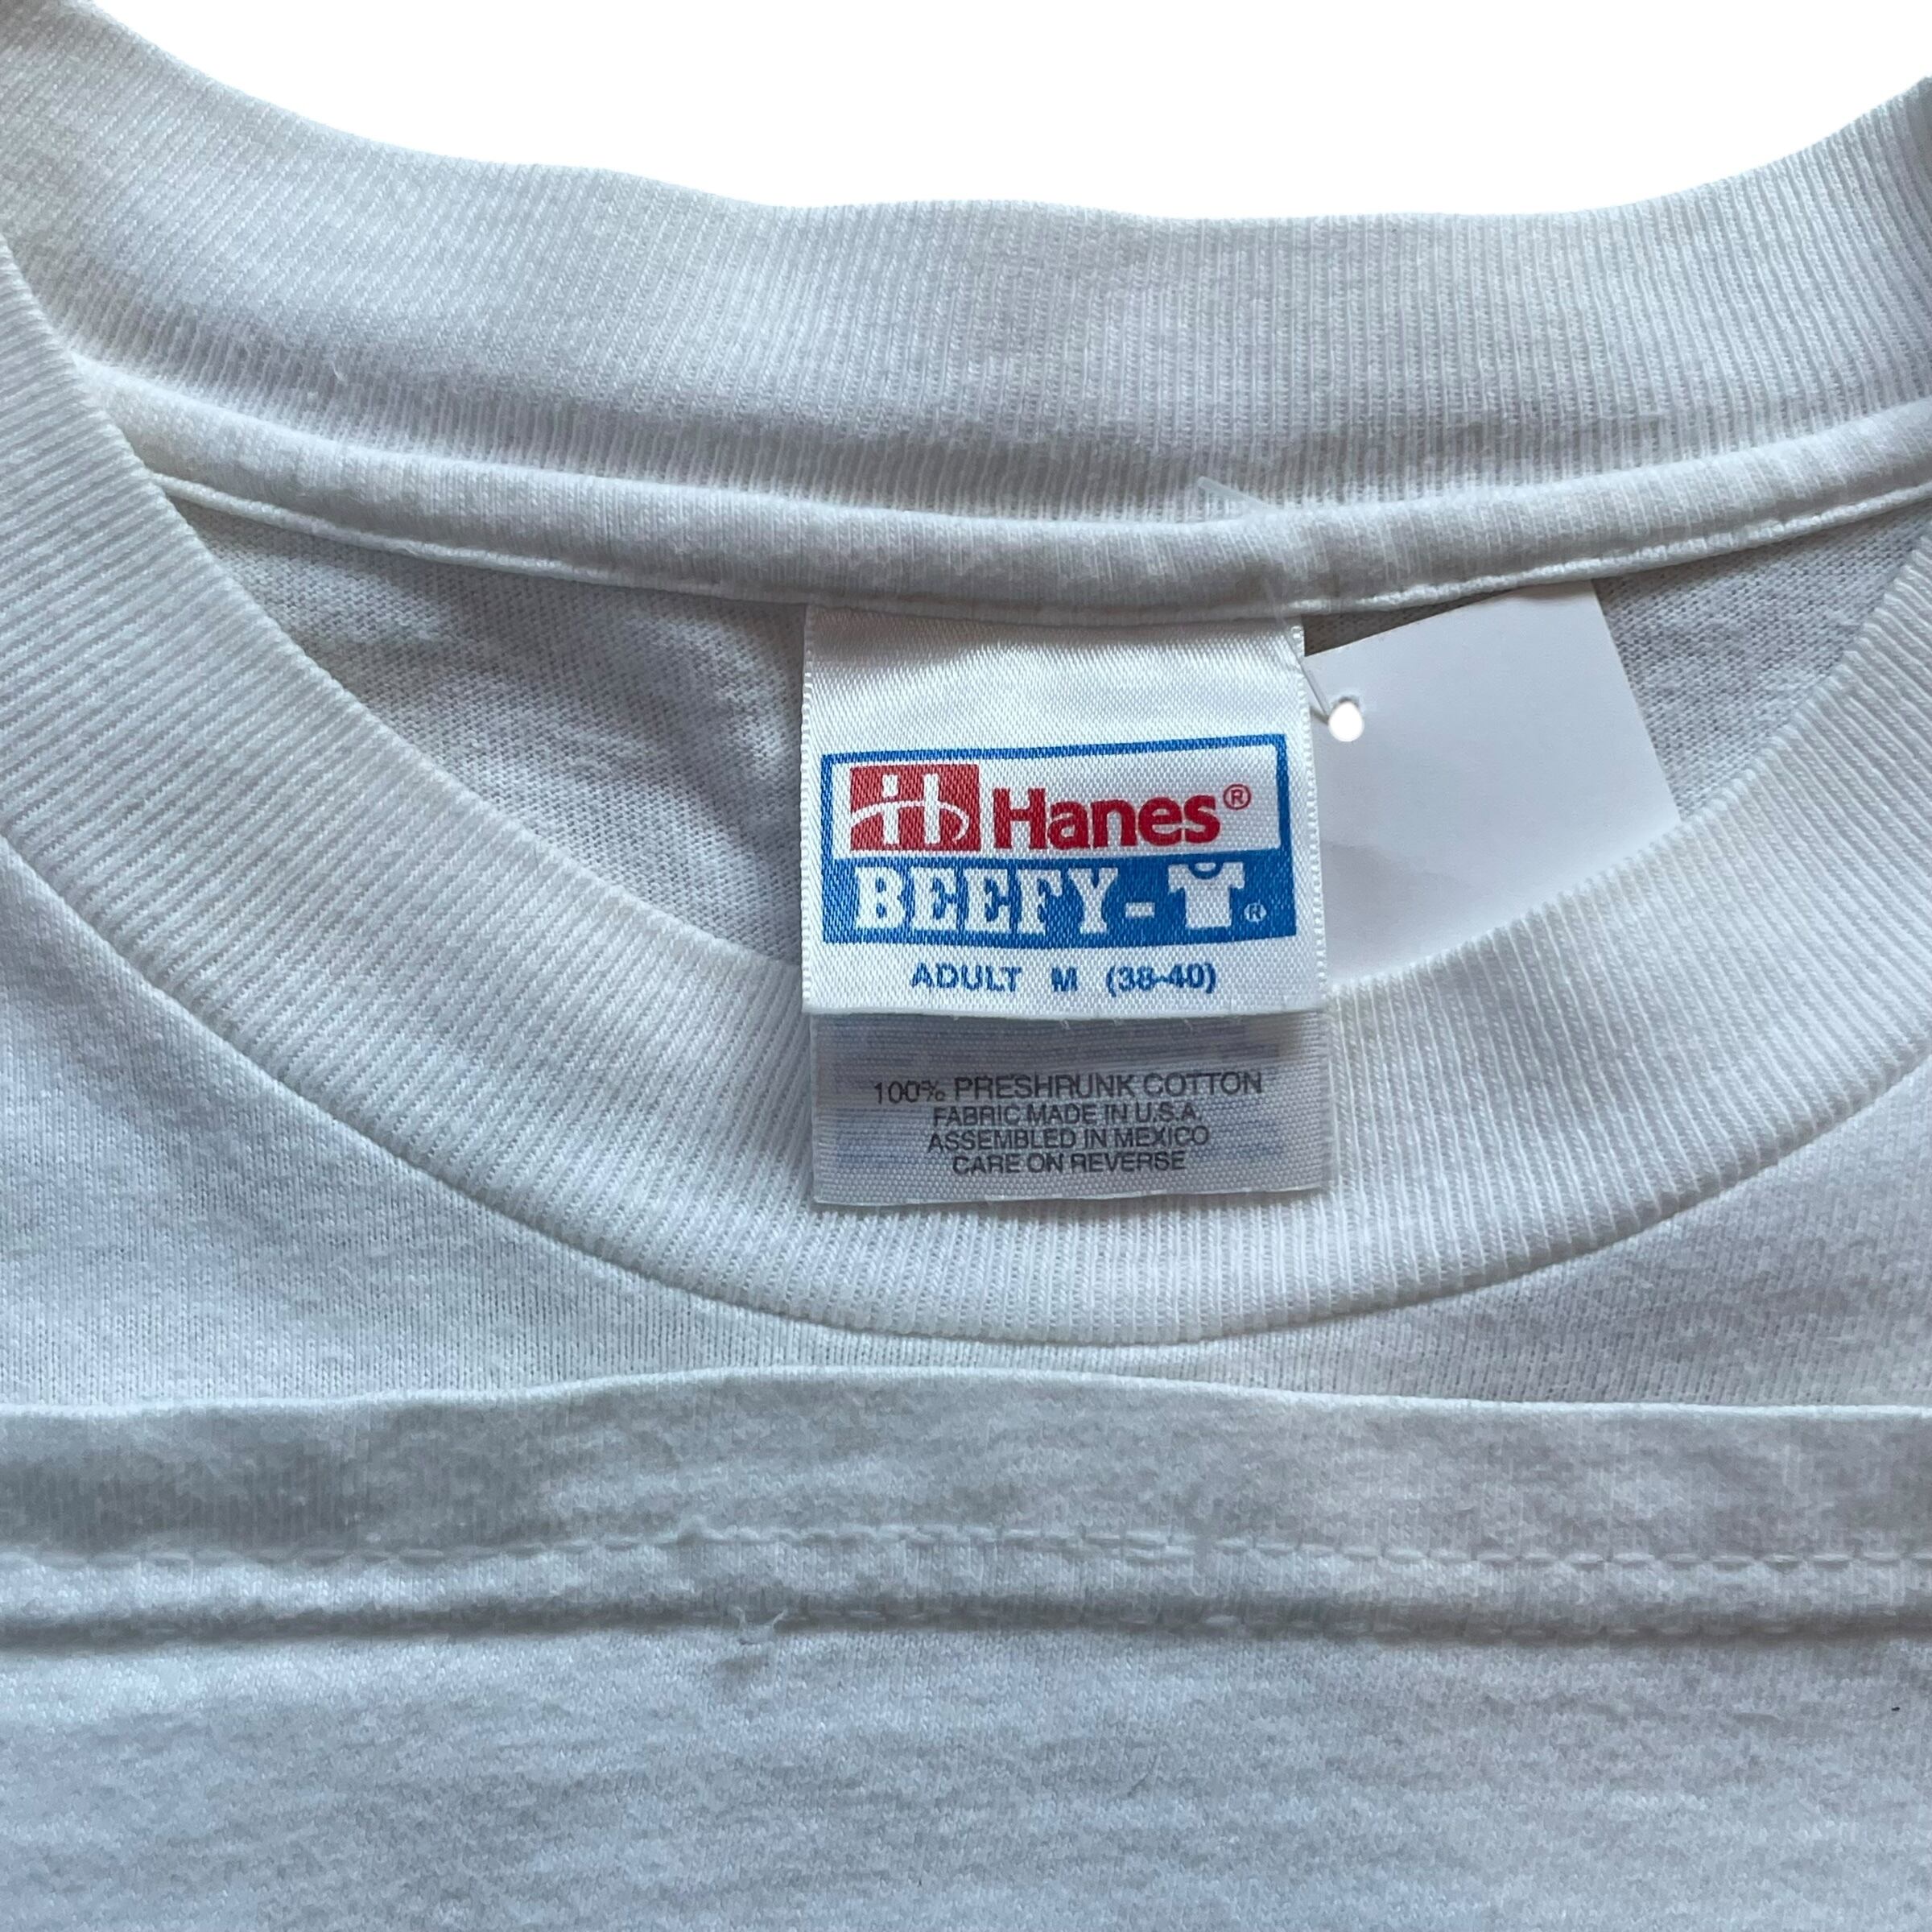 Hanes®
BEEFY-T®
ADULT M (38-40)
100% PRESHRUNK COTTON
FABRIC MADE IN U.S.A.
ASSEMBLED IN MEXICO
CARE ON REVERSE